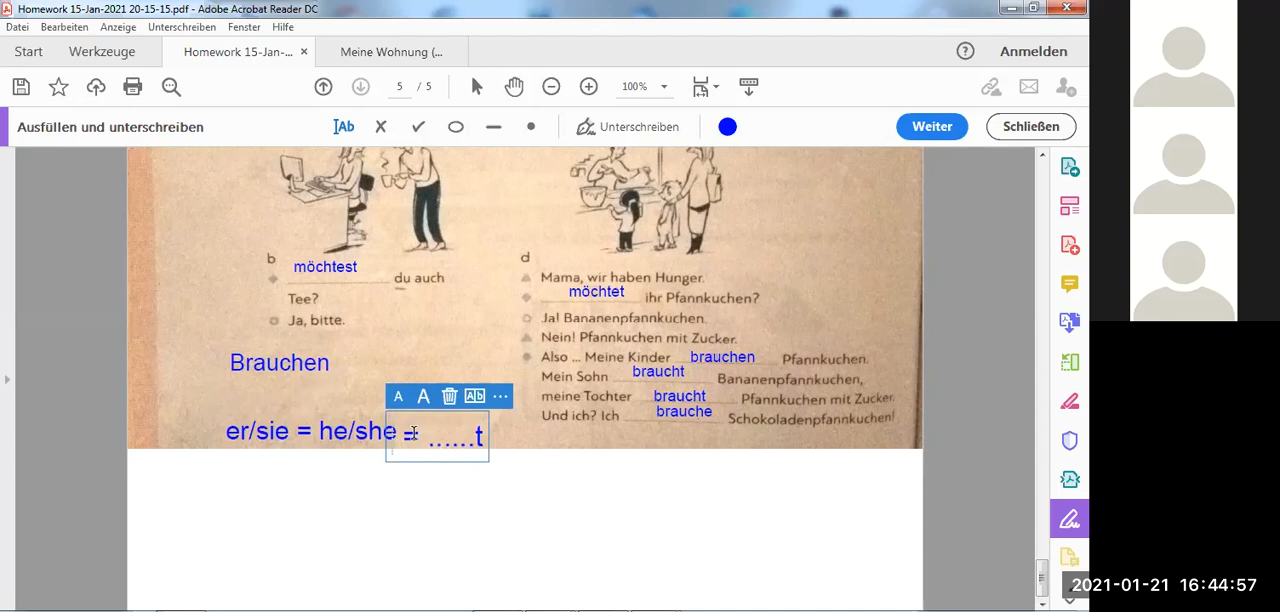 Homework 15-Jan-2021 20-15-15.pdf - Adobe Acrobat Reader DC
Datei Bearbeiten Anzeige Unterschreiben Fenster Hilfe
Start Werkzeuge Homework 15-Jan-... × Meine Wohnung (... Anmelden
5 / 5 100%
Ausfüllen und unterschreiben Ab Unterschreiben Weiter Schließen
b
möchtest du auch
Tee?
Ja, bitte.
d
Mama, wir haben Hunger.
möchtet ihr Pfannkuchen?
Ja! Bananenpfannkuchen.
Nein! Pfannkuchen mit Zucker.
Also ... Meine Kinder brauchen Pfannkuchen.
Mein Sohn braucht Bananenpfannkuchen,
meine Tochter braucht Pfannkuchen mit Zucker.
Und ich? Ich brauche Schokoladenpfannkuchen!
Brauchen
A A Ab ...
er/sie = he/she = ......t
2021-01-21 16:44:57